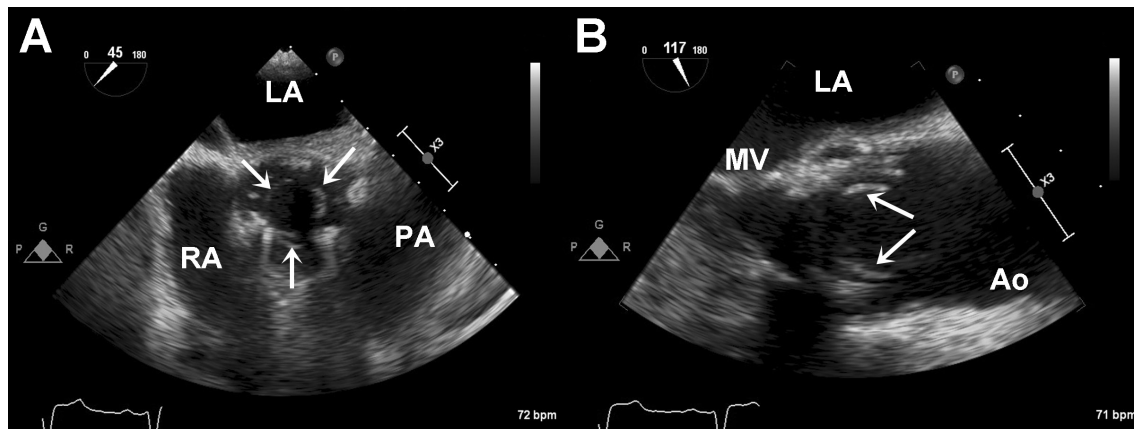 A
0 45 180
P
LA
X3
G
P R
RA
PA
72 bpm
B
0 117 180
P
LA
X3
MV
G
P R
Ao
71 bpm